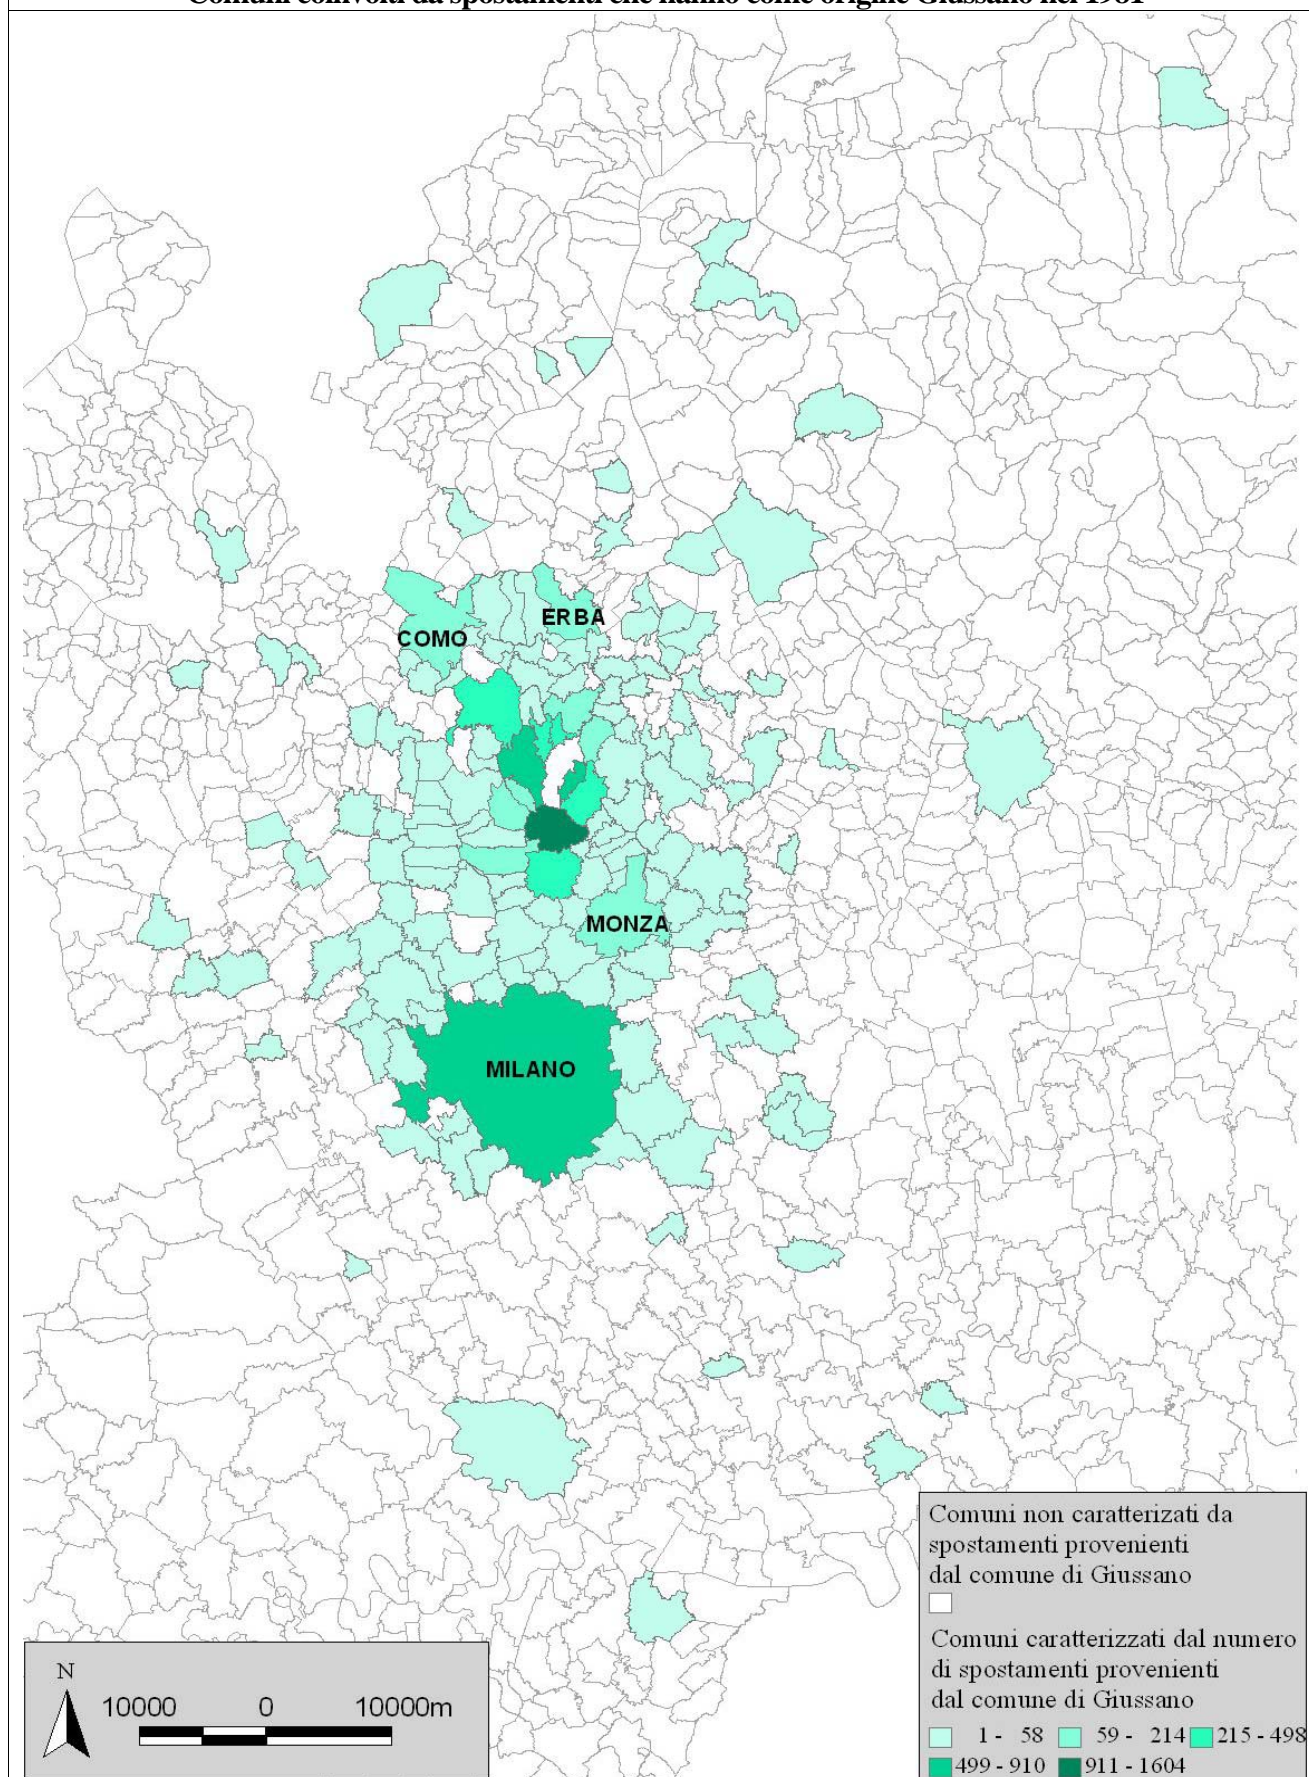 Comuni coinvolti da spostamenti che hanno come origine Giussano nel 1981
ERBA
COMO
MONZA
MILANO
Comuni non caratterizati da
spostamenti provenienti
dal comune di Giussano
Comuni caratterizzati dal numero
di spostamenti provenienti
dal comune di Giussano
1 - 58 59 - 214 215 - 498
499 - 910 911 - 1604
N
10000 0 10000m